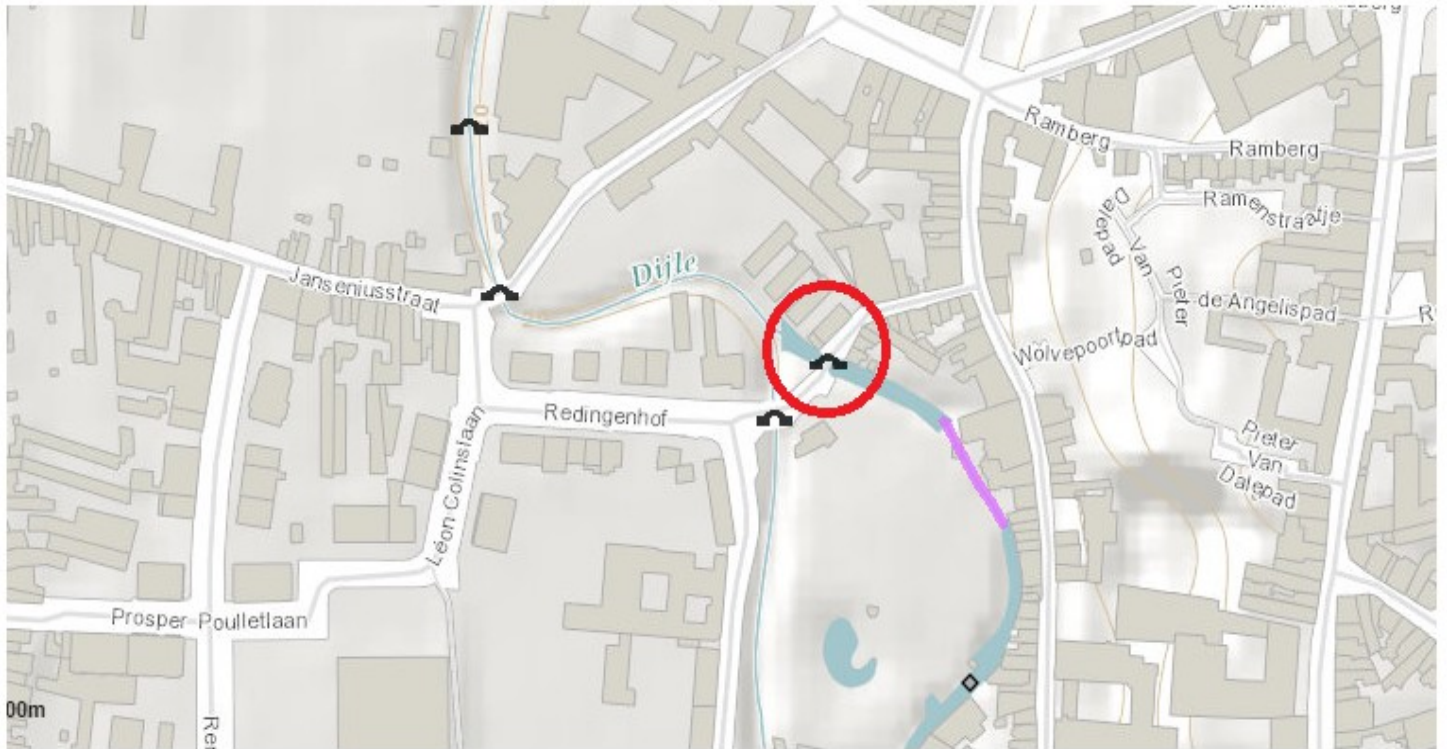 Ramberg
Ramberg
Ramenstraatje
Dalepad
Van
Pieter
Dijle
Janseniusstraat
de Angelispad
R
Wolvepoortpad
Redingenhof
Léon Colinslaan
Pieter
Van
Dalepad
Prosper Poulletlaan
00m
Rer